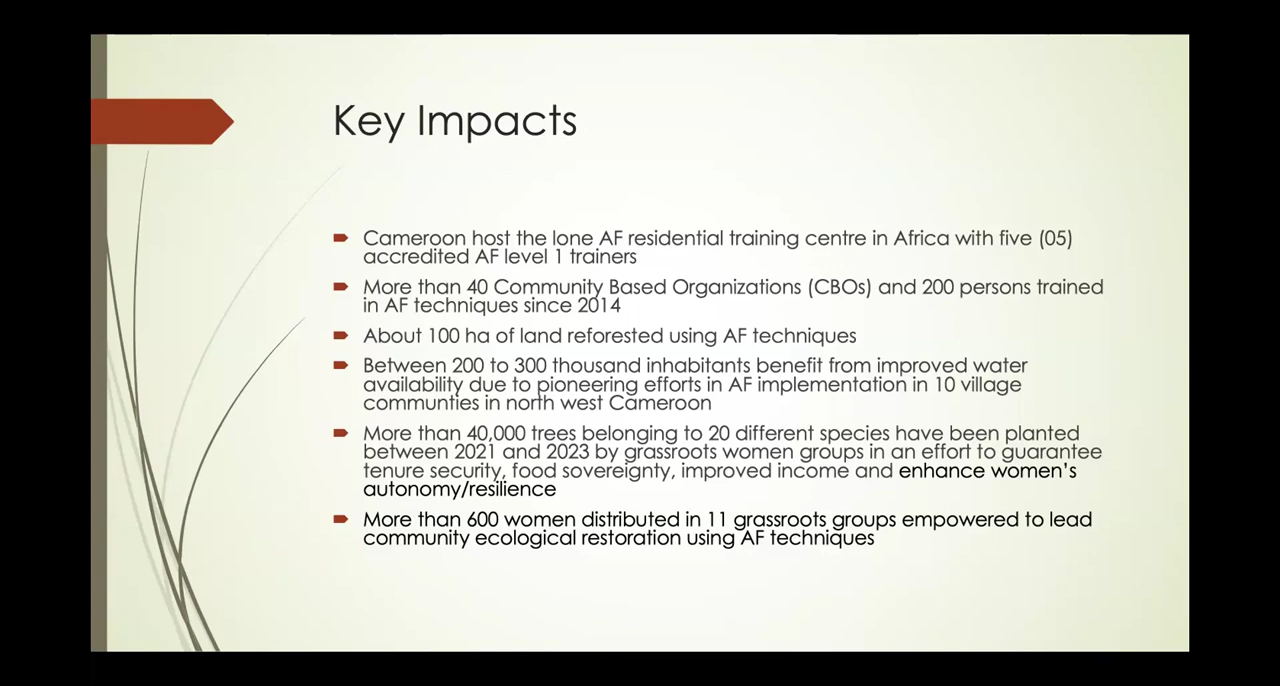 Key Impacts
Cameroon host the lone AF residential training centre in Africa with five (05)
accredited AF level 1 trainers
More than 40 Community Based Organizations (CBOs) and 200 persons trained
in AF techniques since 2014
About 100 ha of land reforested using AF techniques
Between 200 to 300 thousand inhabitants benefit from improved water
availability due to pioneering efforts in AF implementation in 10 village
communties in north west Cameroon
More than 40,000 trees belonging to 20 different species have been planted
between 2021 and 2023 by grassroots women groups in an effort to guarantee
tenure security, food sovereignty, improved income and enhance women's
autonomy/resilience
More than 600 women distributed in 11 grassroots groups empowered to lead
community ecological restoration using AF techniques